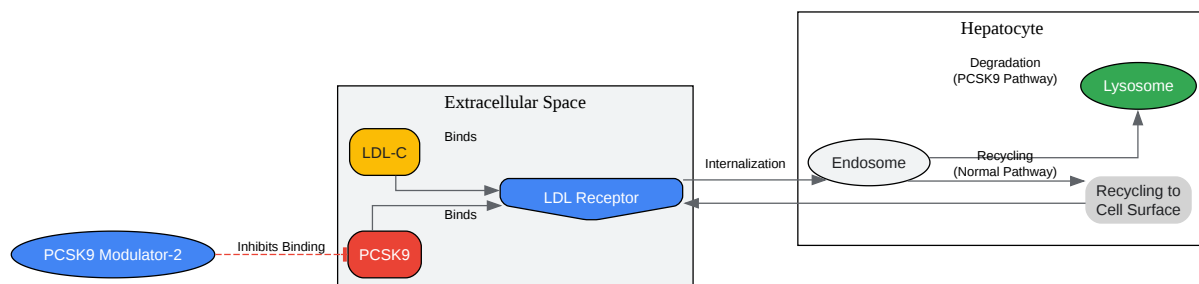 Hepatocyte
Degradation
(PCSK9 Pathway)
Lysosome
Extracellular Space
Binds
LDL-C
Internalization
Endosome
Recycling
(Normal Pathway)
LDL Receptor
Recycling to
Cell Surface
Binds
PCSK9 Modulator-2
Inhibits Binding
PCSK9